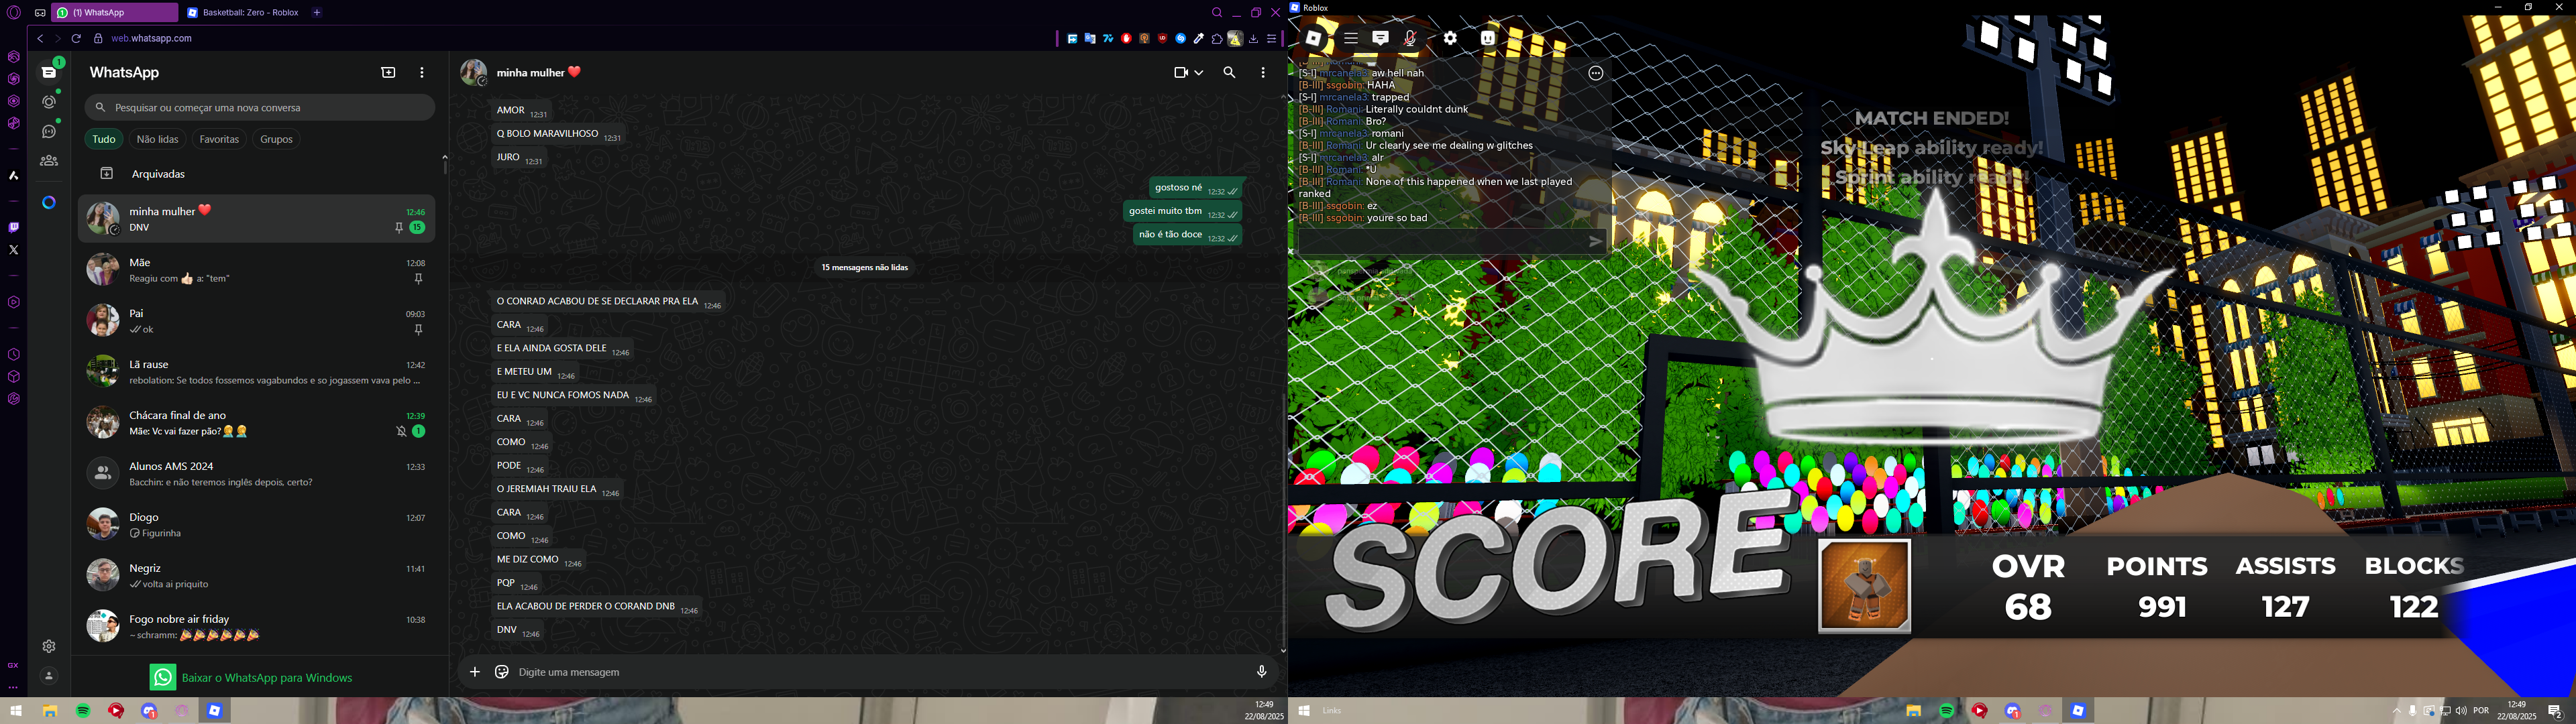 (1) WhatsApp
Basketball: Zero - Roblox
web.whatsapp.com
WhatsApp
1
Pesquisar ou começar uma nova conversa
Tudo
Não lidas
Favoritas
Grupos
Arquivadas
minha mulher ❤️
12:46
DNV
15
Mãe
12:08
Reagiu com 👍🏻 a: "tem"
Pai
09:03
ok
Lã rause
12:42
rebolation: Se todos fossemos vagabundos e so jogassem vava pelo ...
Chácara final de ano
12:39
Mãe: Vc vai fazer pão?
1
Alunos AMS 2024
12:33
Bacchin: e não teremos inglês depois, certo?
Diogo
12:07
Figurinha
Negriz
11:41
volta ai priquito
Fogo nobre air friday
10:38
~ schramm: 🎉🎉🎉🎉🎉🎉
Baixar o WhatsApp para Windows
GX
minha mulher ❤️
AMOR 12:31
Q BOLO MARAVILHOSO 12:31
JURO 12:31
gostoso né 12:32
gostei muito tbm 12:32
não é tão doce 12:32
15 mensagens não lidas
O CONRAD ACABOU DE SE DECLARAR PRA ELA 12:46
CARA 12:46
E ELA AINDA GOSTA DELE 12:46
E METEU UM 12:46
EU E VC NUNCA FOMOS NADA 12:46
CARA 12:46
COMO 12:46
PODE 12:46
O JEREMIAH TRAIU ELA 12:46
CARA 12:46
COMO 12:46
ME DIZ COMO 12:46
PQP 12:46
ELA ACABOU DE PERDER O CORAND DNB 12:46
DNV 12:46
Digite uma mensagem
12:49
22/08/2025
Roblox
[S-I] mrcanela3: aw hell nah
[B-III] ssgobin: HAHA
[S-I] mrcanela3: trapped
[B-III] Romani: Literally couldnt dunk
[B-III] Romani: Bro?
[S-I] mrcanela3: romani
[B-III] Romani: Ur clearly see me dealing w glitches
[S-I] mrcanela3: alr
[B-III] Romani: *U
[B-III] Romani: None of this happened when we last played
ranked
[B-III] ssgobin: ez
[B-III] ssgobin: youre so bad
MATCH ENDED!
Sky Leap ability ready!
Sprint ability ready!
SCORE
OVR
68
POINTS
991
ASSISTS
127
BLOCKS
122
Links
POR
12:49
22/08/2025
2